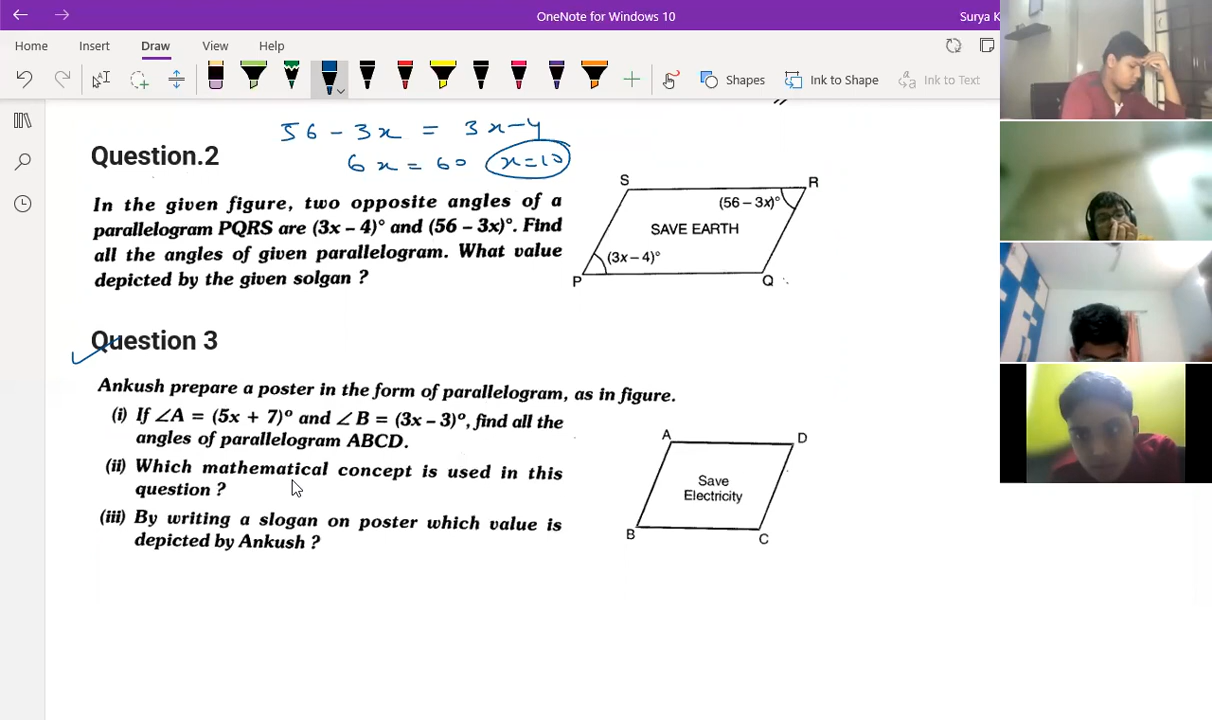 OneNote for Windows 10
Surya K
Home Insert Draw View Help
Shapes Ink to Shape Ink to Text
56 - 3x = 3x - 4
6x = 60 x = 10
Question.2
In the given figure, two opposite angles of a
parallelogram PQRS are (3x – 4)° and (56 – 3x)°. Find
all the angles of given parallelogram. What value
depicted by the given solgan ?
S R
(56 – 3x)°
SAVE EARTH
(3x – 4)°
P Q
Question 3
Ankush prepare a poster in the form of parallelogram, as in figure.
(i) If ∠A = (5x + 7)° and ∠B = (3x – 3)°, find all the
angles of parallelogram ABCD.
(ii) Which mathematical concept is used in this
question ?
(iii) By writing a slogan on poster which value is
depicted by Ankush ?
A D
Save
Electricity
B C